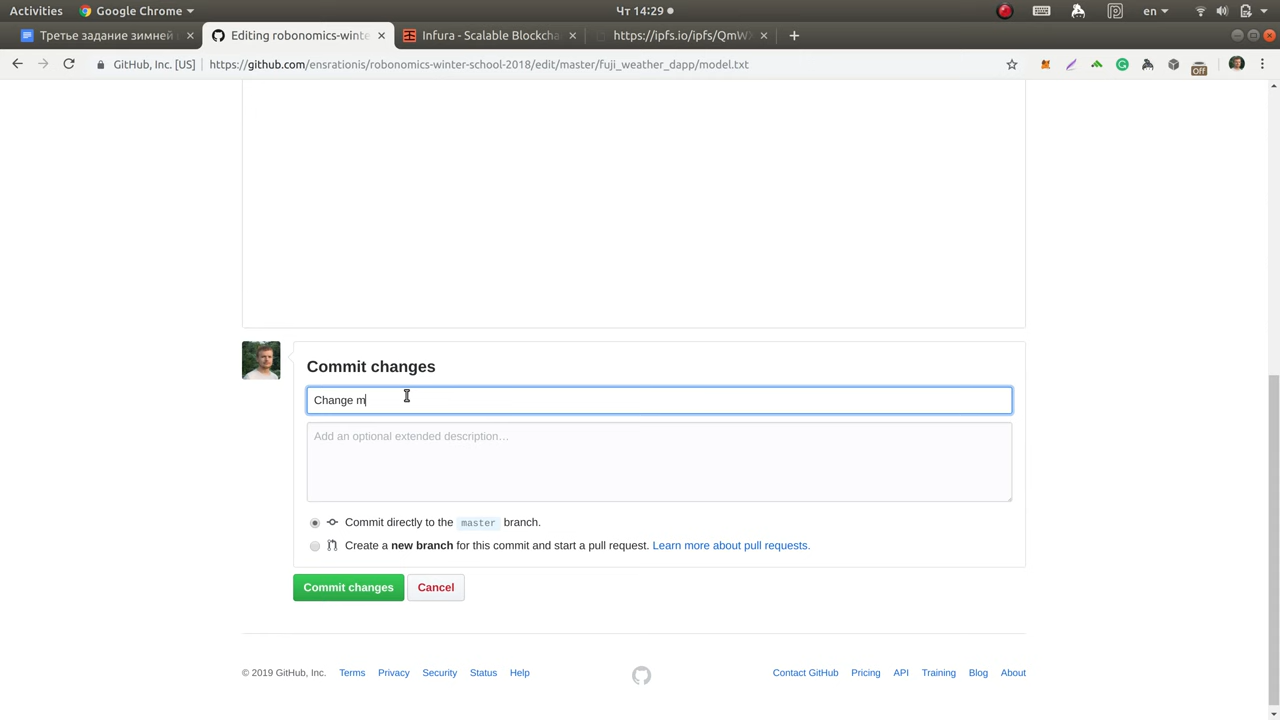 Activities Google Chrome Чт 14:29 en
Третье задание зимней Editing robonomics-winte Infura - Scalable Blockcha https://ipfs.io/ipfs/QmW
GitHub, Inc. [US] https://github.com/ensrationis/robonomics-winter-school-2018/edit/master/fuji_weather_dapp/model.txt
Off
Commit changes
Change m
Add an optional extended description…
Commit directly to the master branch.
Create a new branch for this commit and start a pull request. Learn more about pull requests.
Commit changes Cancel
© 2019 GitHub, Inc. Terms Privacy Security Status Help Contact GitHub Pricing API Training Blog About